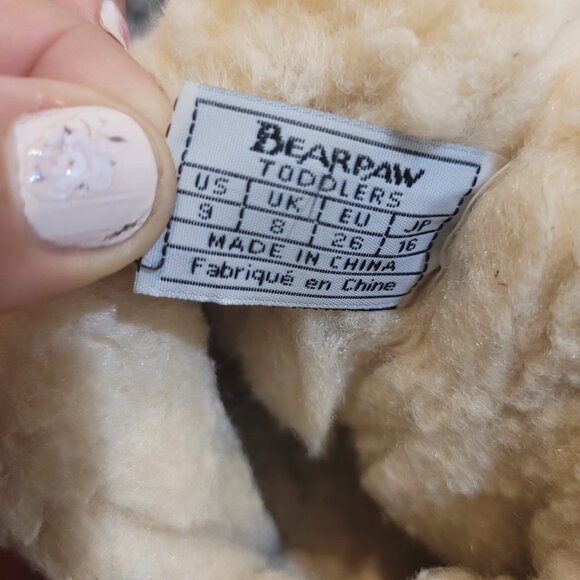 BEARPAW
TODDLERS
US UK EU JP
9 8 26 16
MADE IN CHINA
Fabriqué en Chine